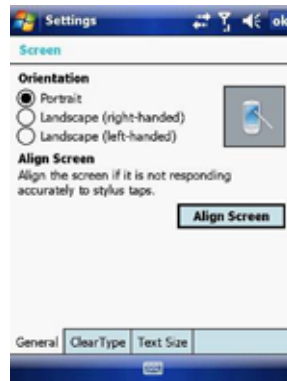 Settings
ok
Screen
Orientation
Portrait
Landscape (right-handed)
Landscape (left-handed)
Align Screen
Align the screen if it is not responding
accurately to stylus taps.
Align Screen
General ClearType Text Size